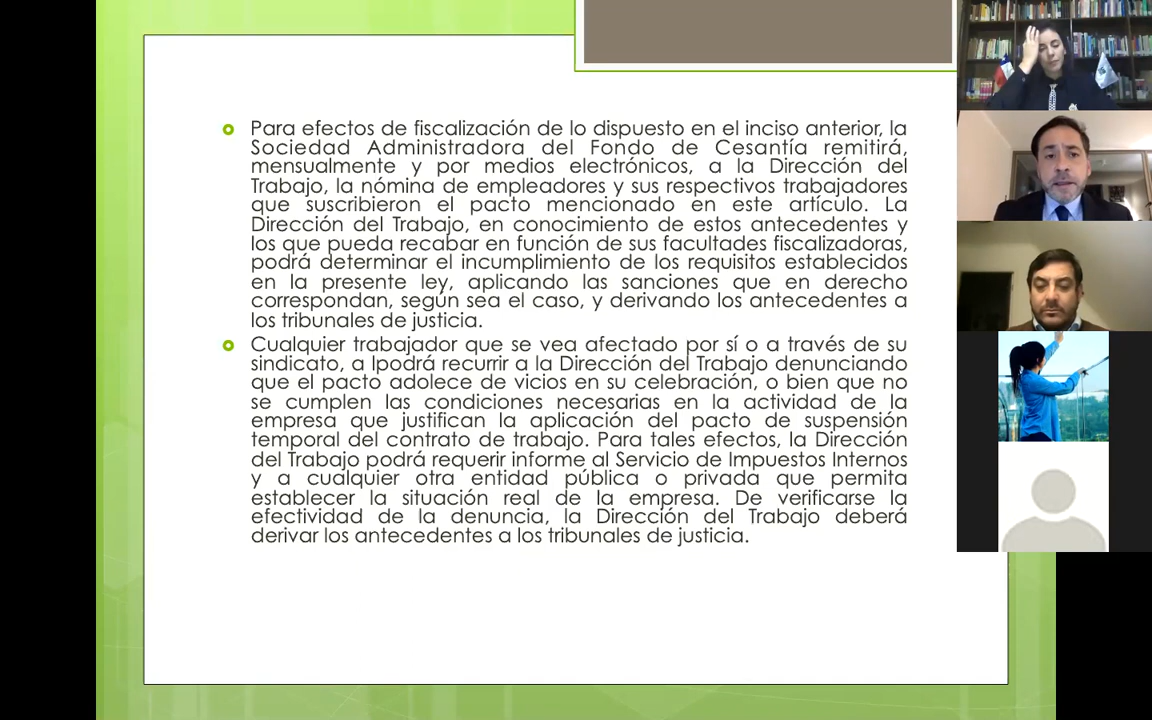 Para efectos de fiscalización de lo dispuesto en el inciso anterior, la
Sociedad Administradora del Fondo de Cesantía remitirá,
mensualmente y por medios electrónicos, a la Dirección del
Trabajo, la nómina de empleadores y sus respectivos trabajadores
que suscribieron el pacto mencionado en este artículo. La
Dirección del Trabajo, en conocimiento de estos antecedentes y
los que pueda recabar en función de sus facultades fiscalizadoras,
podrá determinar el incumplimiento de los requisitos establecidos
en la presente ley, aplicando las sanciones que en derecho
correspondan, según sea el caso, y derivando los antecedentes a
los tribunales de justicia.
Cualquier trabajador que se vea afectado por sí o a través de su
sindicato, a lpodrá recurrir a la Dirección del Trabajo denunciando
que el pacto adolece de vicios en su celebración, o bien que no
se cumplen las condiciones necesarias en la actividad de la
empresa que justifican la aplicación del pacto de suspensión
temporal del contrato de trabajo. Para tales efectos, la Dirección
del Trabajo podrá requerir informe al Servicio de Impuestos Internos
y a cualquier otra entidad pública o privada que permita
establecer la situación real de la empresa. De verificarse la
efectividad de la denuncia, la Dirección del Trabajo deberá
derivar los antecedentes a los tribunales de justicia.